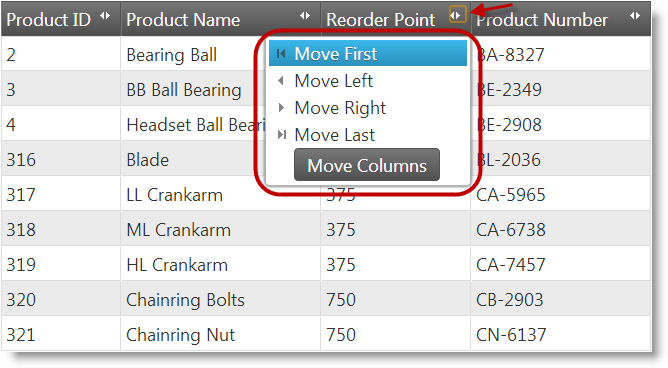 Product ID Product Name Reorder Point Product Number
2 Bearing Ball BA-8327
Move First
3 BB Ball Bearing BE-2349
Move Left
4 Headset Ball Beari BE-2908
Move Right
Move Last
316 Blade BL-2036
Move Columns
317 LL Crankarm 375 CA-5965
318 ML Crankarm 375 CA-6738
319 HL Crankarm 375 CA-7457
320 Chainring Bolts 750 CB-2903
321 Chainring Nut 750 CN-6137